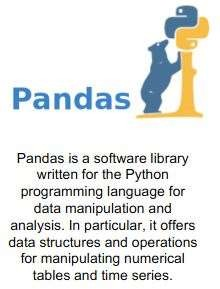 Pandas
Pandas is a software library
written for the Python
programming language for
data manipulation and
analysis. In particular, it offers
data structures and operations
for manipulating numerical
tables and time series.